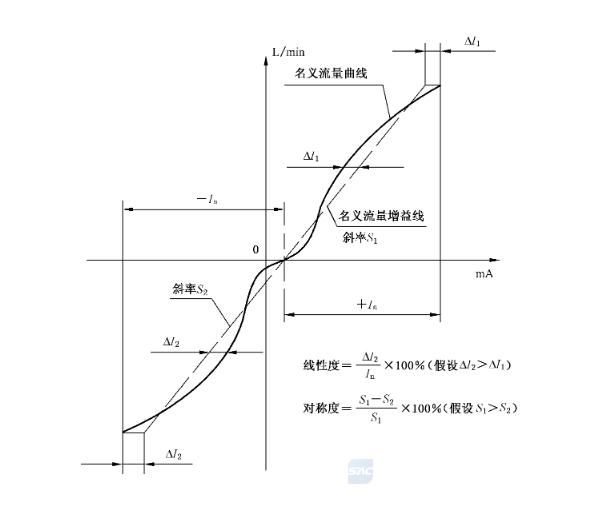 ΔI₁
L/min
名义流量曲线
ΔI₁
−Iₙ
名义流量增益线
斜率S₁
0
mA
斜率S₂
+Iₙ
ΔI₂
线性度=ΔI₂/Iₙ×100%(假设ΔI₂>ΔI₁)
对称度=S₁−S₂/S₁×100%(假设S₁>S₂)
ΔI₂
SAC